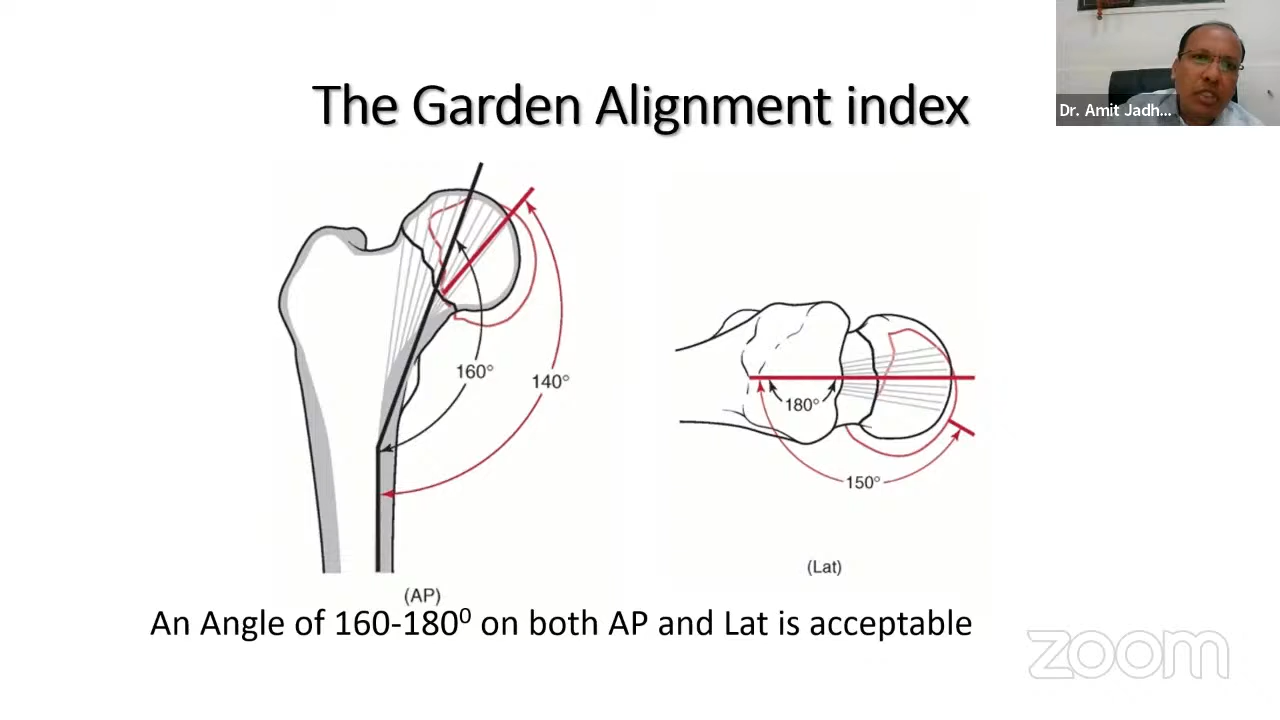 The Garden Alignment index
Dr. Amit Jadh...
160°
140°
(AP)
180°
150°
(Lat)
An Angle of 160-180⁰ on both AP and Lat is acceptable
zoom